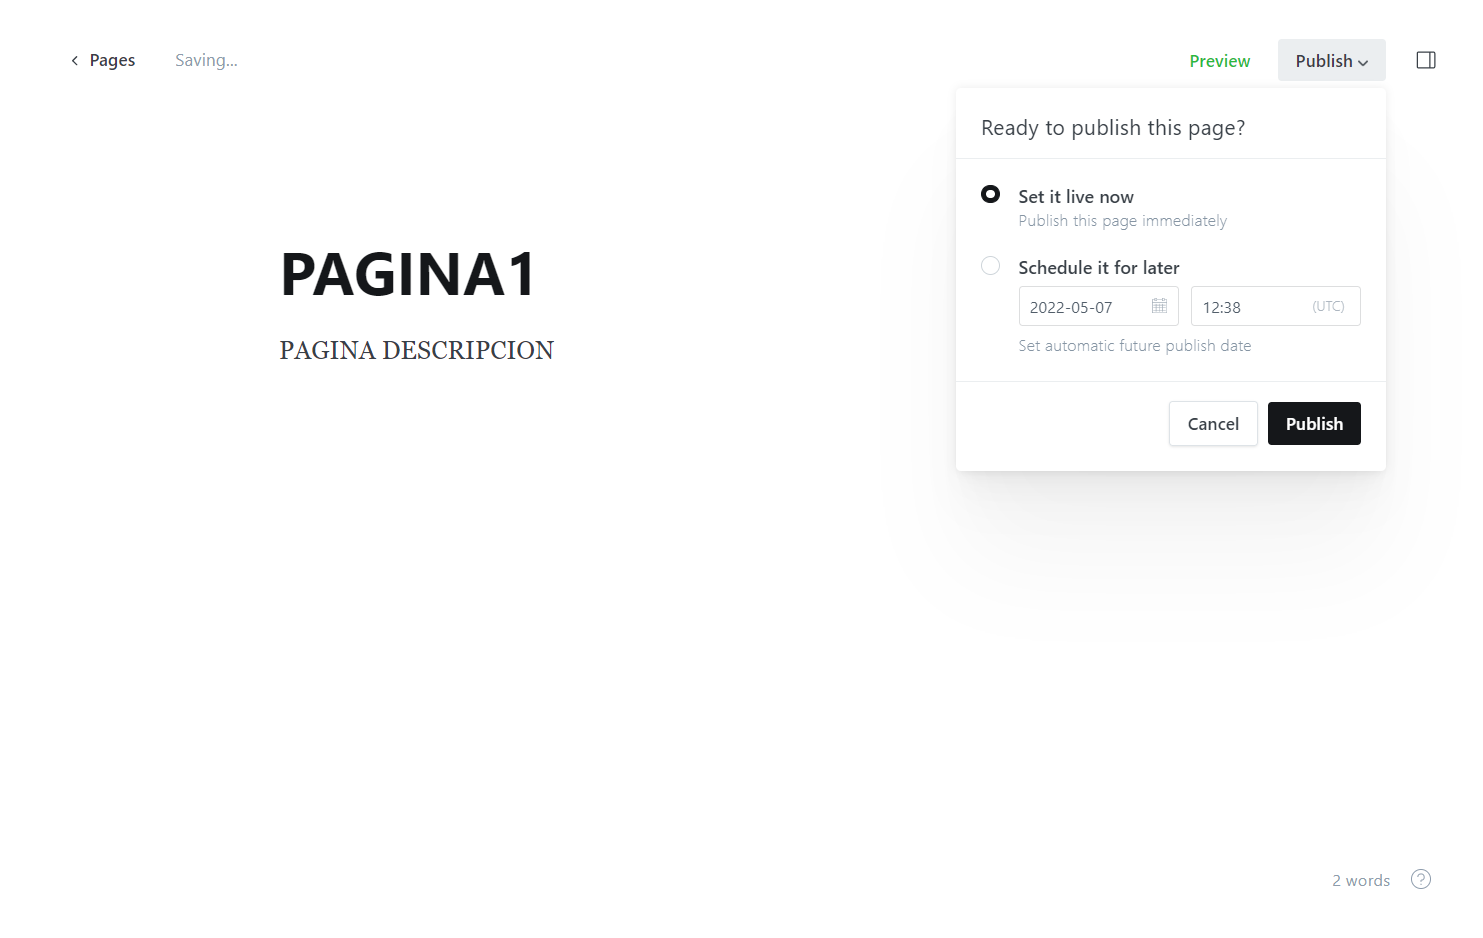 Pages
Saving...
Preview
Publish
Ready to publish this page?
Set it live now
Publish this page immediately
Schedule it for later
2022-05-07
12:38
(UTC)
Set automatic future publish date
Cancel
Publish
PAGINA1
PAGINA DESCRIPCION
2 words
?